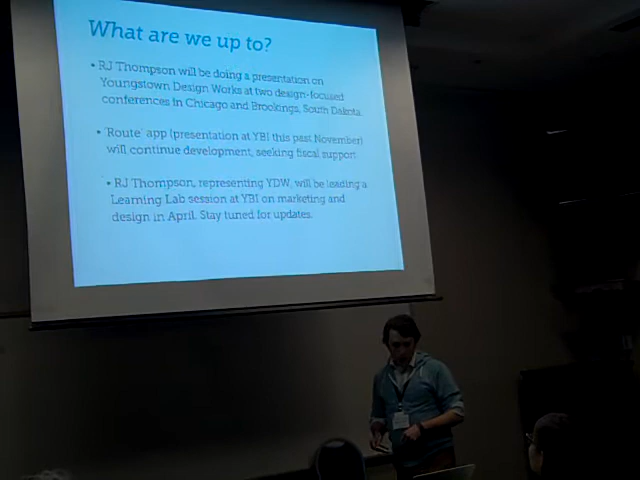 What are we up to?
• RJ Thompson will be doing a presentation on
Youngstown Design Works at two design-focused
conferences in Chicago and Brookings, South Dakota.
• 'Route' app (presentation at YBI this past November)
will continue development, seeking fiscal support.
• RJ Thompson, representing YDW, will be leading a
Learning Lab session at YBI on marketing and
design in April. Stay tuned for updates.